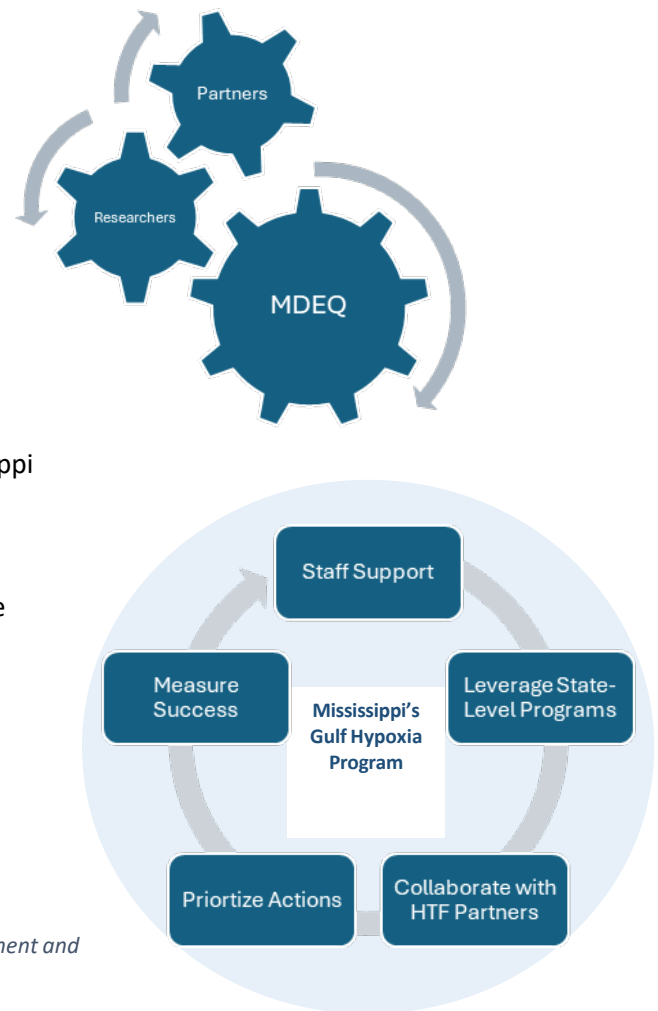 Partners
Researchers
MDEQ
ppi
Staff Support
e
Measure
Success
Leverage State-
Level Programs
Mississippi's
Gulf Hypoxia
Program
Priortize Actions
Collaborate with
HTF Partners
nent and